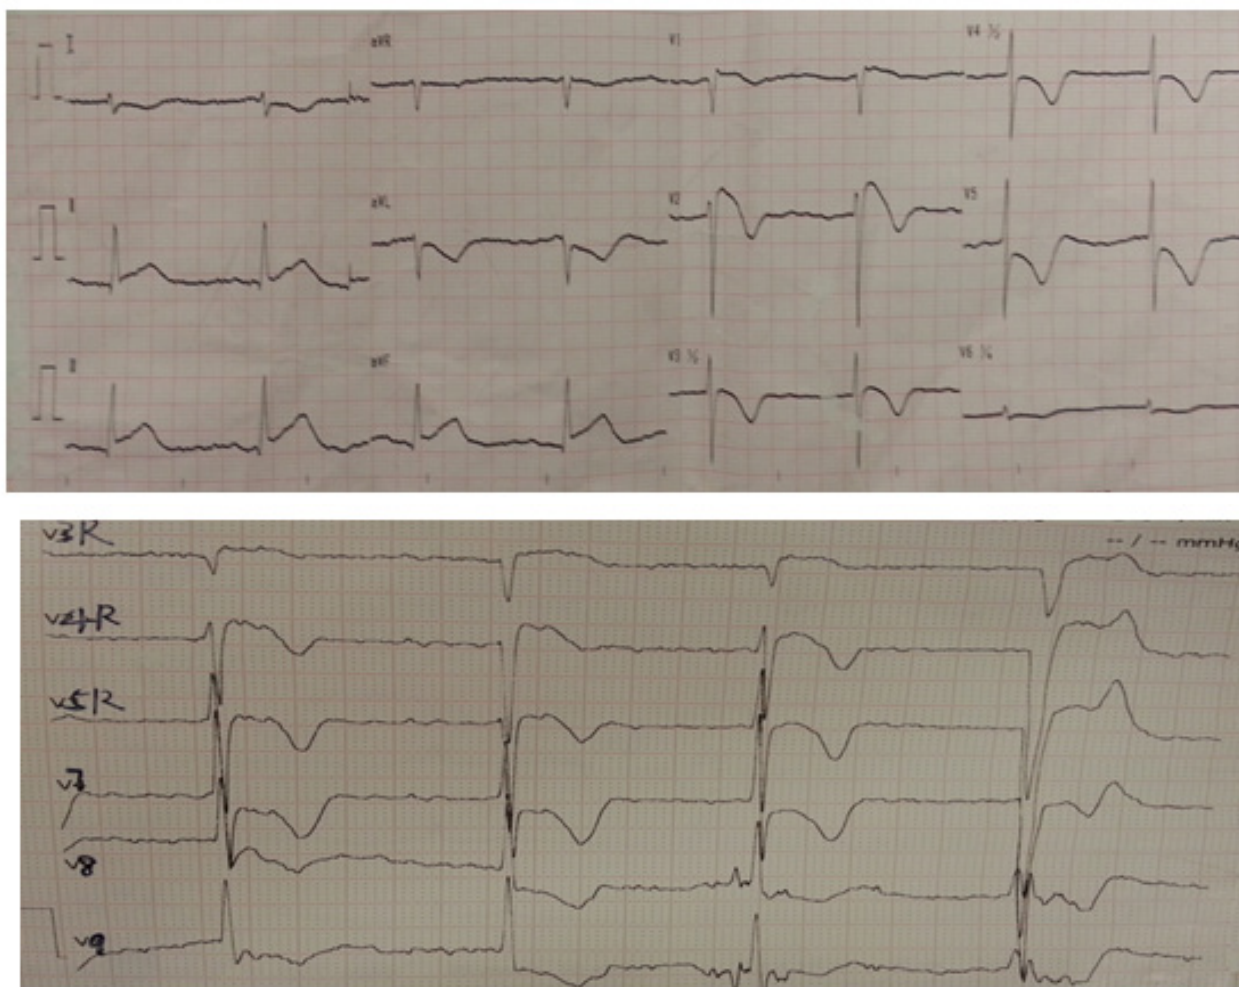 I aVR V1 V4 ½
II aVL V2 V5
III aVF V3 ½ V6 ¼
V3R
-- / -- mmHg
V4R
V5R
V7
V8
V9